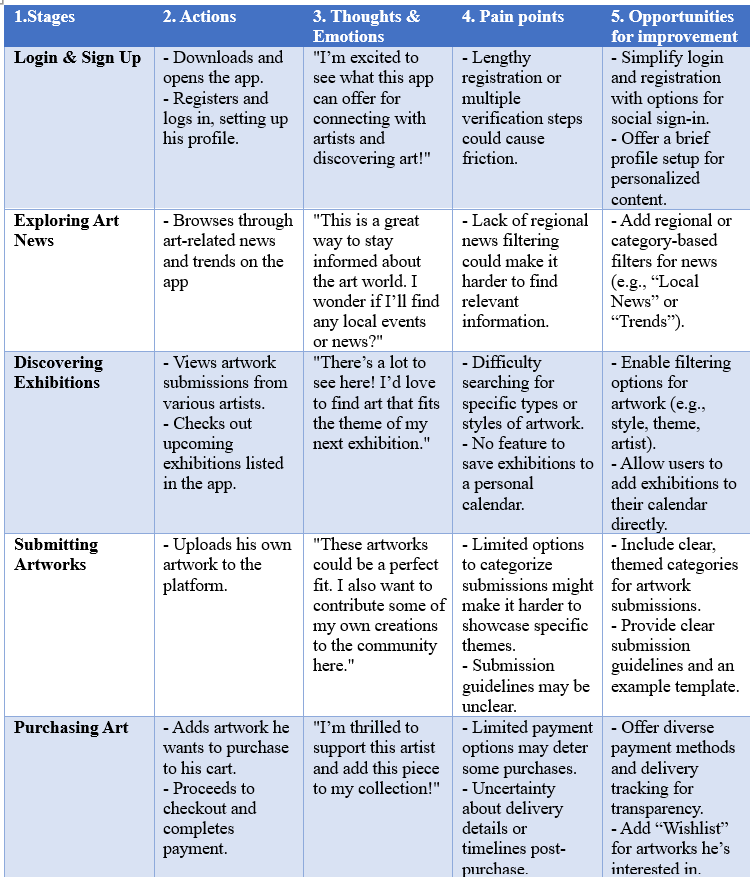 1.Stages
2. Actions
3. Thoughts &
Emotions
4. Pain points
5. Opportunities
for improvement
Login & Sign Up
- Downloads and
opens the app.
- Registers and
logs in, setting up
his profile.
"I’m excited to
see what this app
can offer for
connecting with
artists and
discovering art!"
- Lengthy
registration or
multiple
verification steps
could cause
friction.
- Simplify login
and registration
with options for
social sign-in.
- Offer a brief
profile setup for
personalized
content.
Exploring Art
News
- Browses through
art-related news
and trends on the
app
"This is a great
way to stay
informed about
the art world. I
wonder if I’ll find
any local events
or news?"
- Lack of regional
news filtering
could make it
harder to find
relevant
information.
- Add regional or
category-based
filters for news
(e.g., “Local
News” or
“Trends”).
Discovering
Exhibitions
- Views artwork
submissions from
various artists.
- Checks out
upcoming
exhibitions listed
in the app.
"There’s a lot to
see here! I’d love
to find art that fits
the theme of my
next exhibition."
- Difficulty
searching for
specific types or
styles of artwork.
- No feature to
save exhibitions to
a personal
calendar.
- Enable filtering
options for
artwork (e.g.,
style, theme,
artist).
- Allow users to
add exhibitions to
their calendar
directly.
Submitting
Artworks
- Uploads his own
artwork to the
platform.
"These artworks
could be a perfect
fit. I also want to
contribute some of
my own creations
to the community
here."
- Limited options
to categorize
submissions might
make it harder to
showcase specific
themes.
- Submission
guidelines may be
unclear.
- Include clear,
themed categories
for artwork
submissions.
- Provide clear
submission
guidelines and an
example template.
Purchasing Art
- Adds artwork he
wants to purchase
to his cart.
- Proceeds to
checkout and
completes
payment.
"I’m thrilled to
support this artist
and add this piece
to my collection!"
- Limited payment
options may deter
some purchases.
- Uncertainty
about delivery
details or
timelines post-
purchase.
- Offer diverse
payment methods
and delivery
tracking for
transparency.
- Add “Wishlist”
for artworks he’s
interested in.